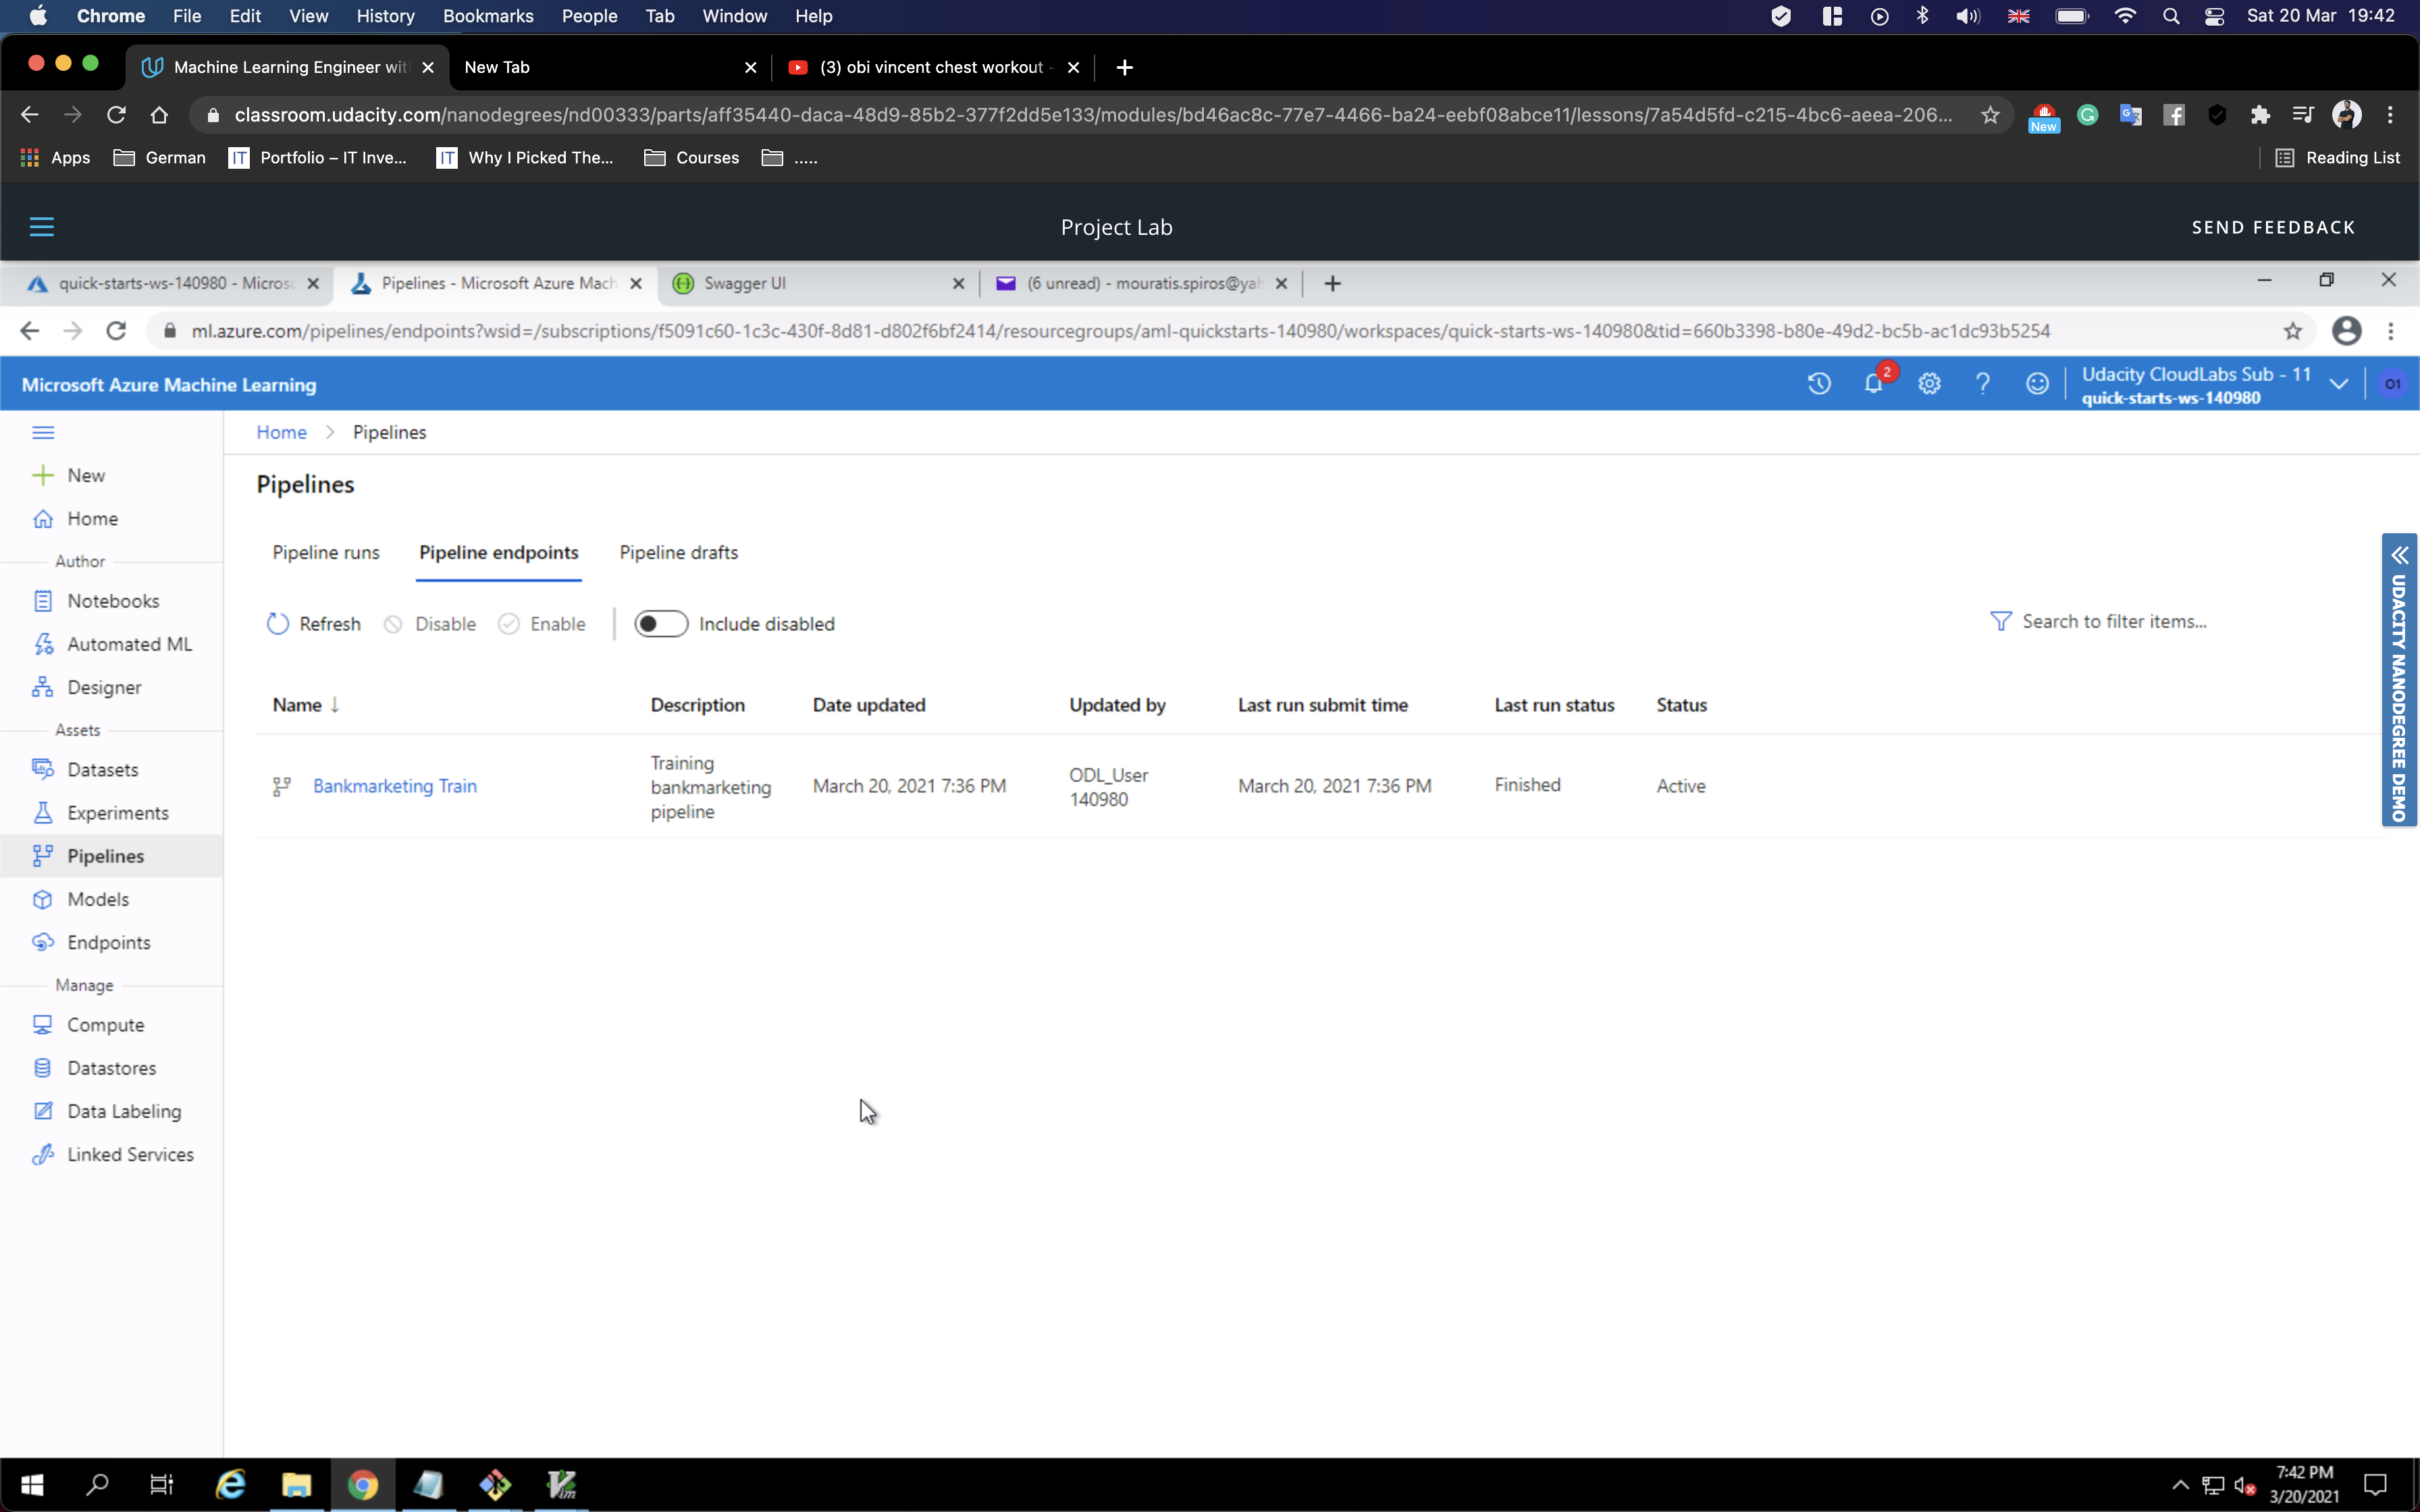 Chrome File Edit View History Bookmarks People Tab Window Help Sat 20 Mar 19:42
Machine Learning Engineer wit New Tab (3) obi vincent chest workout -
classroom.udacity.com/nanodegrees/nd00333/parts/aff35440-daca-48d9-85b2-377f2dd5e133/modules/bd46ac8c-77e7-4466-ba24-eebf08abce11/lessons/7a54d5fd-c215-4bc6-aeea-206...
New
Apps German IT Portfolio – IT Inve... IT Why I Picked The... Courses ..... Reading List
Project Lab SEND FEEDBACK
quick-starts-ws-140980 - Micros Pipelines - Microsoft Azure Mach Swagger UI (6 unread) - mouratis.spiros@yah
ml.azure.com/pipelines/endpoints?wsid=/subscriptions/f5091c60-1c3c-430f-8d81-d802f6bf2414/resourcegroups/aml-quickstarts-140980/workspaces/quick-starts-ws-140980&tid=660b3398-b80e-49d2-bc5b-ac1dc93b5254
Microsoft Azure Machine Learning 2 Udacity CloudLabs Sub - 11 O1
quick-starts-ws-140980
Home > Pipelines
New
Home
Author
Notebooks
Automated ML
Designer
Assets
Datasets
Experiments
Pipelines
Models
Endpoints
Manage
Compute
Datastores
Data Labeling
Linked Services
Pipelines
Pipeline runs Pipeline endpoints Pipeline drafts
Refresh Disable Enable Include disabled Search to filter items...
Name Description Date updated Updated by Last run submit time Last run status Status
Bankmarketing Train Training bankmarketing pipeline March 20, 2021 7:36 PM ODL_User 140980 March 20, 2021 7:36 PM Finished Active
UDACITY NANODEGREE DEMO
7:42 PM
3/20/2021